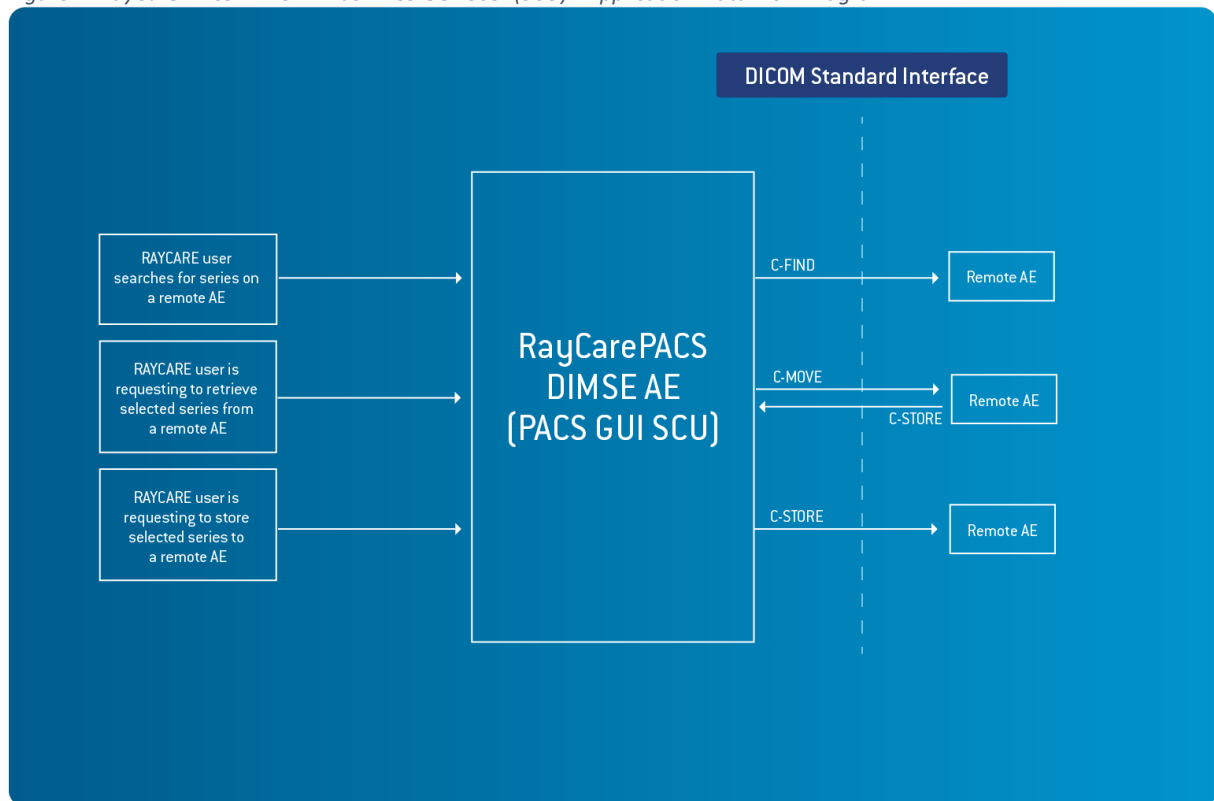 DICOM Standard Interface
RAYCARE user
searches for series on
a remote AE
C-FIND
Remote AE
RAYCARE user is
requesting to retrieve
selected series from
a remote AE
RayCarePACS
DIMSE AE
(PACS GUI SCU)
C-MOVE
Remote AE
C-STORE
RAYCARE user is
requesting to store
selected series to
a remote AE
C-STORE
Remote AE